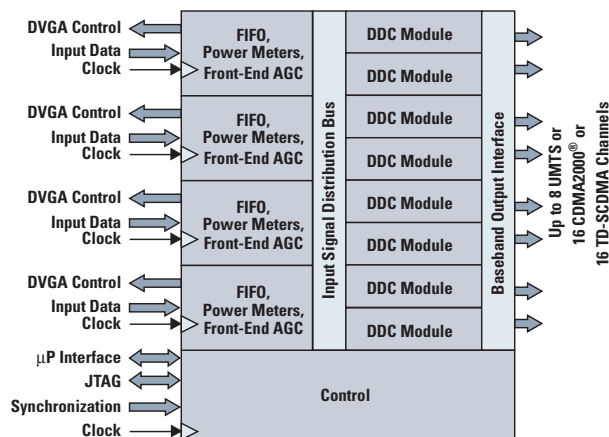 DVGA Control
Input Data
Clock
FIFO,
Power Meters,
Front-End AGC
DVGA Control
Input Data
Clock
FIFO,
Power Meters,
Front-End AGC
DVGA Control
Input Data
Clock
FIFO,
Power Meters,
Front-End AGC
DVGA Control
Input Data
Clock
FIFO,
Power Meters,
Front-End AGC
Input Signal Distribution Bus
DDC Module
DDC Module
DDC Module
DDC Module
DDC Module
DDC Module
DDC Module
DDC Module
Baseband Output Interface
Up to 8 UMTS or
16 CDMA2000® or
16 TD-SCDMA Channels
µP Interface
JTAG
Synchronization
Clock
Control